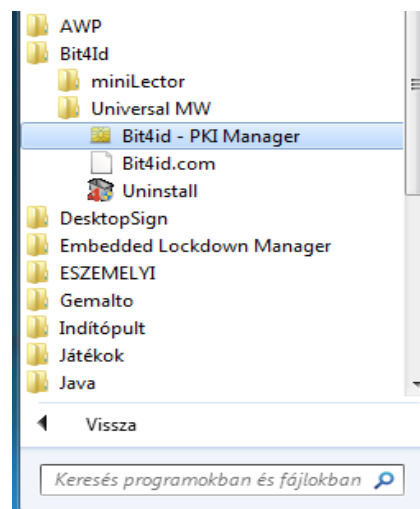 AWP
Bit4Id
miniLector
Universal MW
Bit4id - PKI Manager
Bit4id.com
Uninstall
DesktopSign
Embedded Lockdown Manager
ESZEMELYI
Gemalto
Indítópult
Játékok
Java
Vissza
Keresés programokban és fájlokban